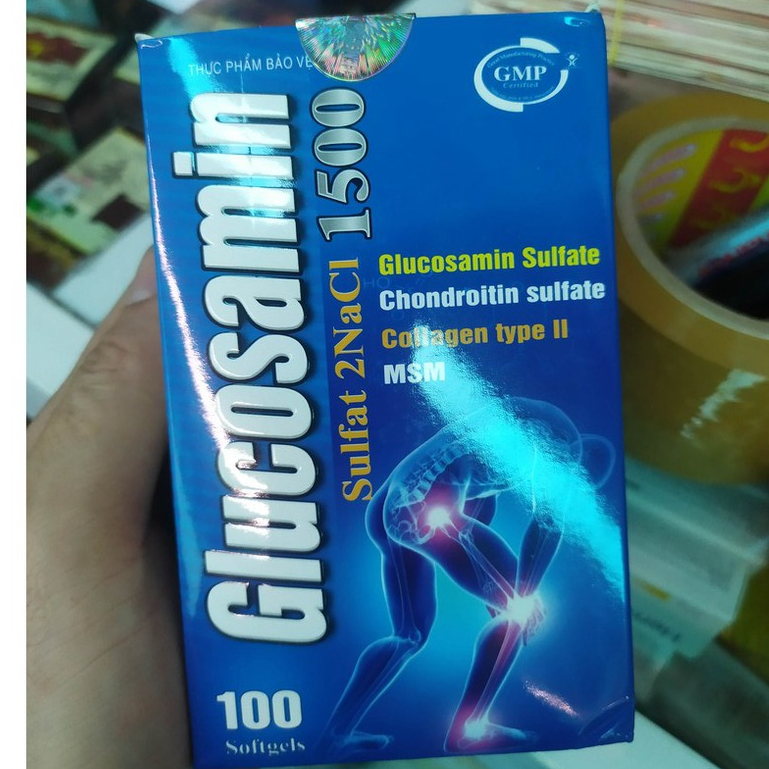 THỰC PHẨM BẢO VỆ
GMP
Certified
Glucosamin
Sulfat 2NaCl 1500
Glucosamin Sulfate
Chondroitin sulfate
Collagen type II
MSM
100
Softgels